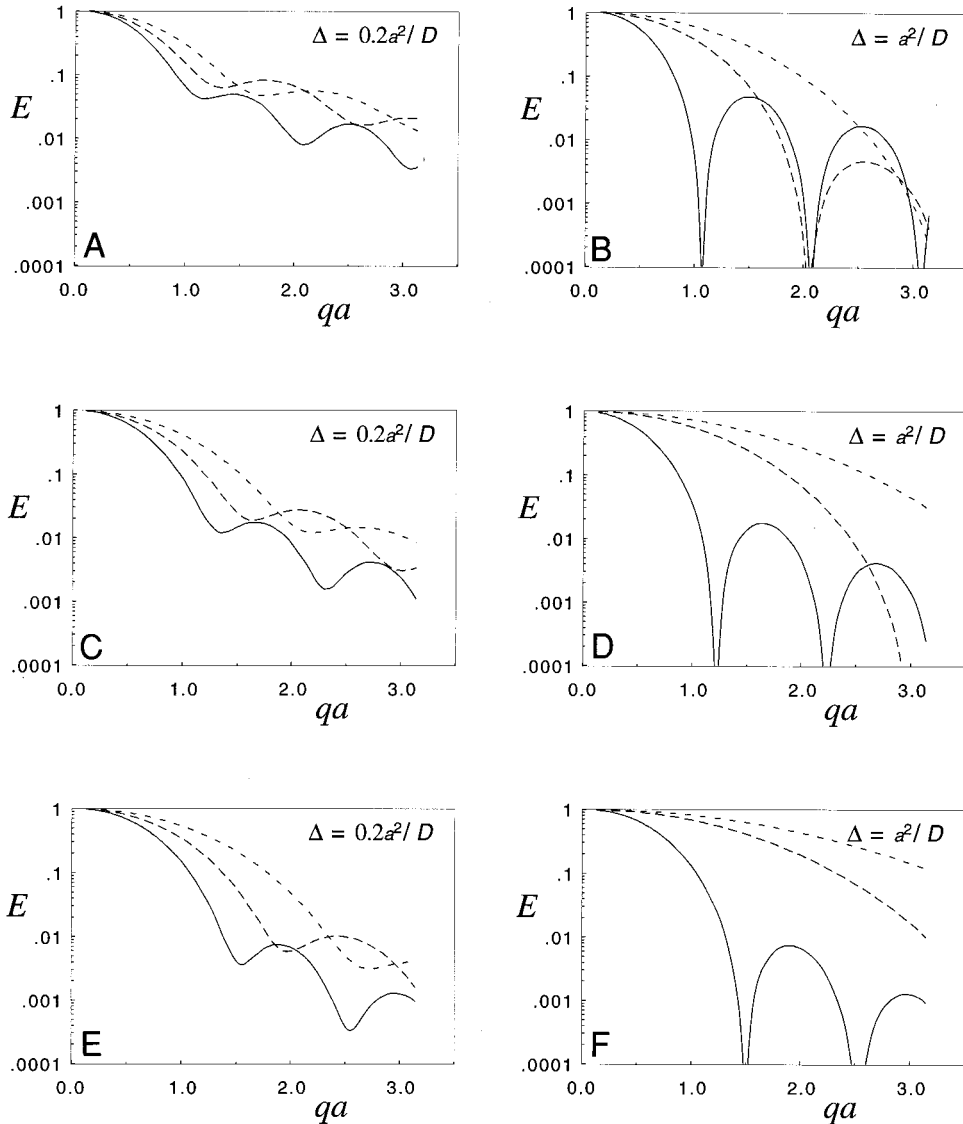 1
.1
.01
.001
.0001
E
Δ = 0.2a²/ D
A
0.0 1.0 2.0 3.0
qa
1
.1
.01
.001
.0001
E
Δ = a²/ D
B
0.0 1.0 2.0 3.0
qa
1
.1
.01
.001
.0001
E
Δ = 0.2a²/ D
C
0.0 1.0 2.0 3.0
qa
1
.1
.01
.001
.0001
E
Δ = a²/ D
D
0.0 1.0 2.0 3.0
qa
1
.1
.01
.001
.0001
E
Δ = 0.2a²/ D
E
0.0 1.0 2.0 3.0
qa
1
.1
.01
.001
.0001
E
Δ = a²/ D
F
0.0 1.0 2.0 3.0
qa